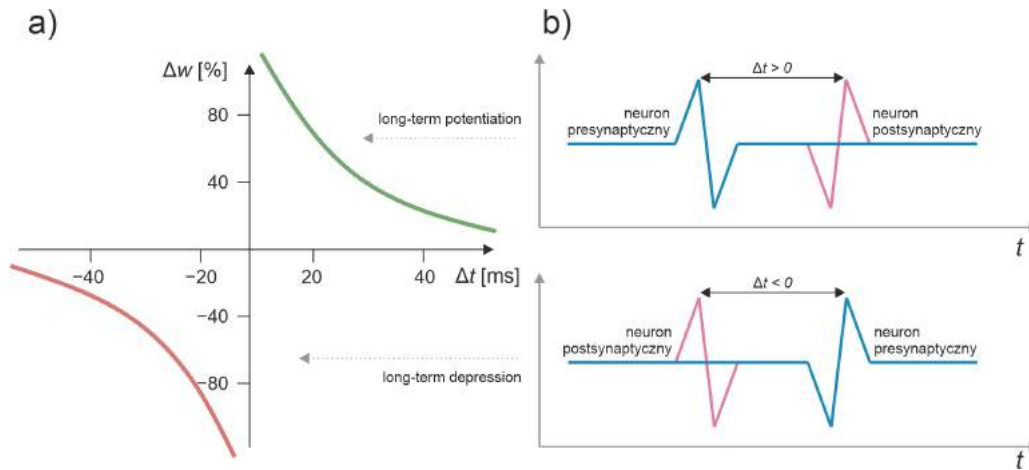 a)
Δw [%]
80
40
long-term potentiation
−40
−20
20
40
Δt [ms]
−40
−80
long-term depression
b)
Δt > 0
neuron
presynaptyczny
neuron
postsynaptyczny
t
Δt < 0
neuron
postsynaptyczny
neuron
presynaptyczny
t